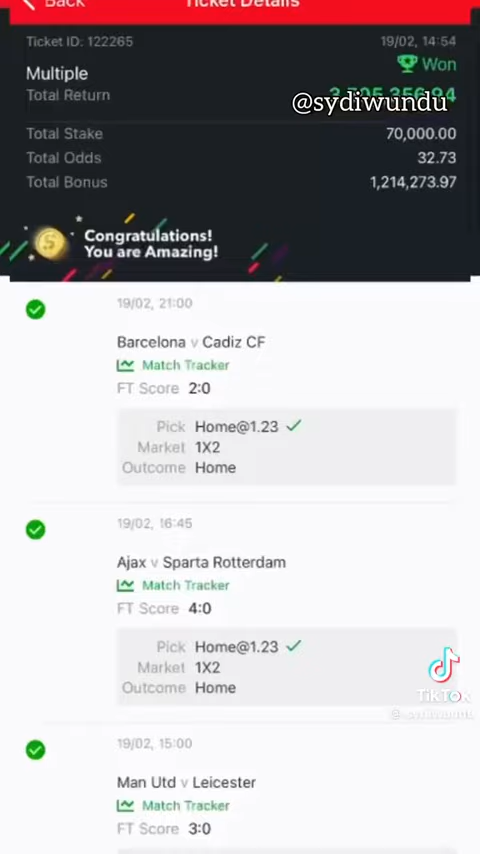 Back
Ticket Details
Ticket ID: 122265
19/02, 14:54
Multiple
Won
Total Return
@sydiwundu
Total Stake
70,000.00
Total Odds
32.73
Total Bonus
1,214,273.97
Congratulations!
You are Amazing!
19/02, 21:00
Barcelona v Cadiz CF
Match Tracker
FT Score 2:0
Pick Home@1.23
Market 1X2
Outcome Home
19/02, 16:45
Ajax v Sparta Rotterdam
Match Tracker
FT Score 4:0
Pick Home@1.23
Market 1X2
Outcome Home
TikTok
@sydiwundu
19/02, 15:00
Man Utd v Leicester
Match Tracker
FT Score 3:0